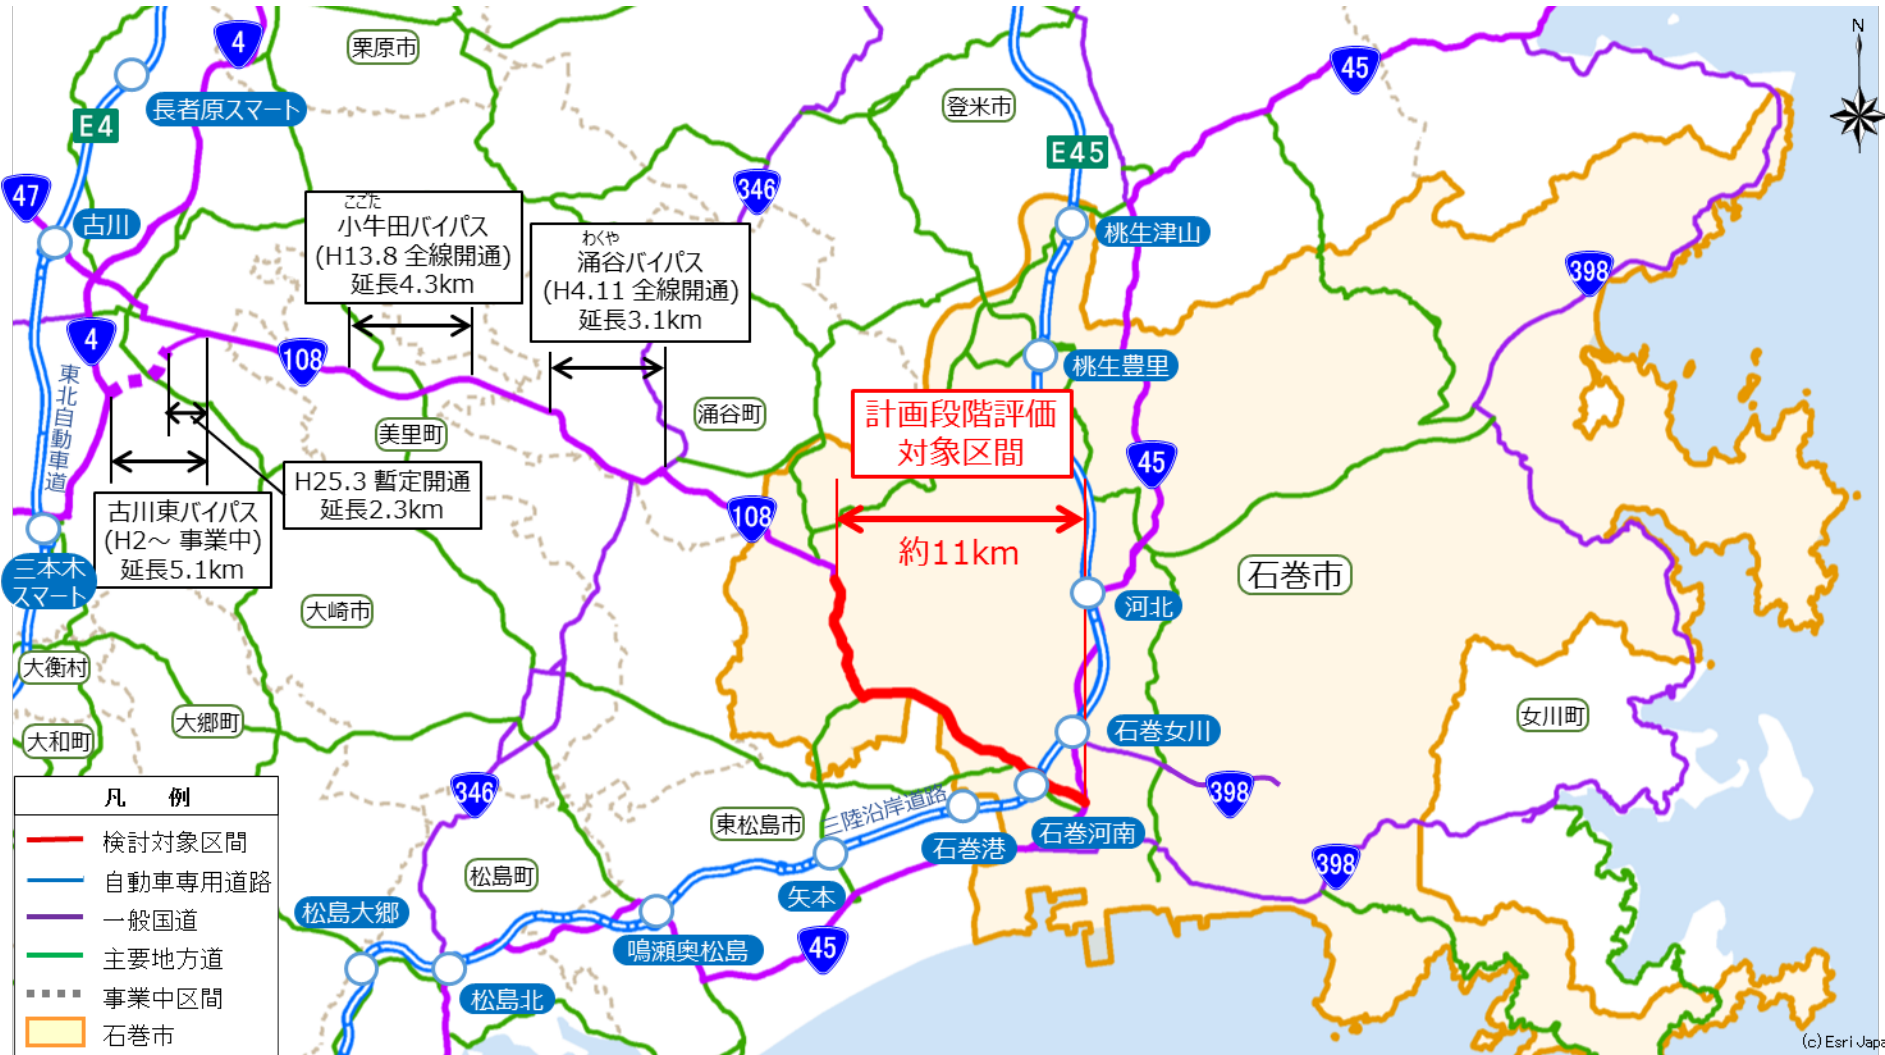 栗原市
4
N
長者原スマート
登米市
45
E4
E45
47
古川
346
桃生津山
こごた
小牛田バイパス
(H13.8 全線開通)
延長4.3km
わくや
涌谷バイパス
(H4.11 全線開通)
延長3.1km
398
4
108
桃生豊里
東北自動車道
美里町
涌谷町
計画段階評価
対象区間
45
H25.3 暫定開通
延長2.3km
古川東バイパス
(H2～ 事業中)
延長5.1km
108
約11km
三本木
スマート
大崎市
石巻市
河北
大衡村
大郷町
大和町
石巻女川
女川町
346
398
三陸沿岸道路
東松島市
石巻港
石巻河南
398
松島町
矢本
松島大郷
鳴瀬奥松島
45
松島北
凡 例
検討対象区間
自動車専用道路
一般国道
主要地方道
事業中区間
石巻市
(c) Esri Japa